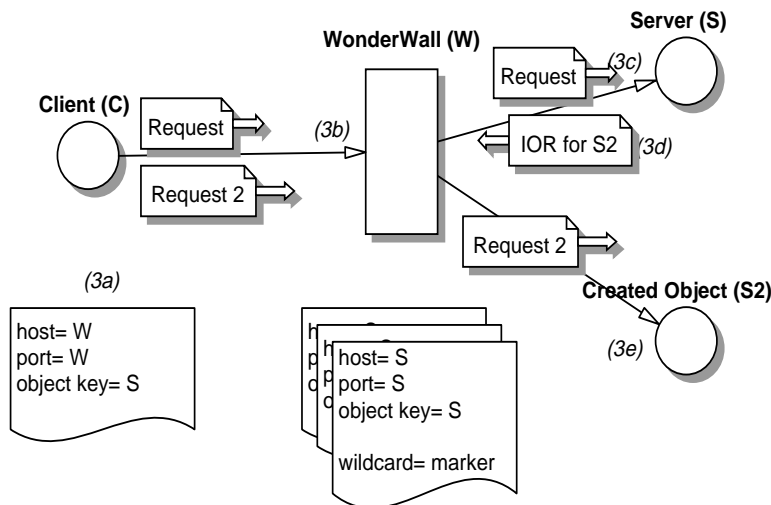 Server (S)
WonderWall (W)
(3c)
Request
Client (C)
Request
(3b)
IOR for S2
(3d)
Request 2
Request 2
(3a)
Created Object (S2)
(3e)
host= W
port= W
object key= S
host= S
port= S
object key= S
wildcard= marker